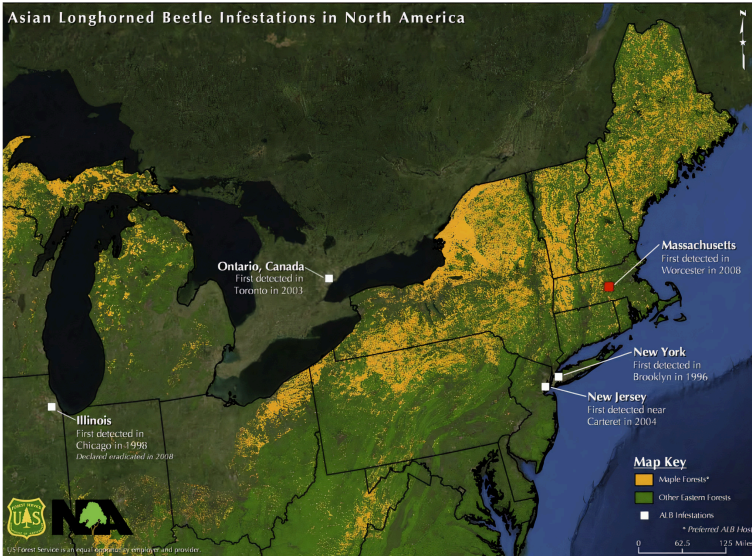 Asian Longhorned Beetle Infestations in North America
N
Massachusetts
First detected in
Worcester in 2008
Ontario, Canada
First detected in
Toronto in 2003
New York
First detected in
Brooklyn in 1996
New Jersey
First detected near
Carteret in 2004
Illinois
First detected in
Chicago in 1998
Declared eradicated in 2008
Map Key
Maple Forests*
Other Eastern Forests
ALB Infestations
* Preferred ALB Host
0 62.5 125 Miles
FOREST SERVICE
U S
NA
US Forest Service is an equal opportunity employer and provider.